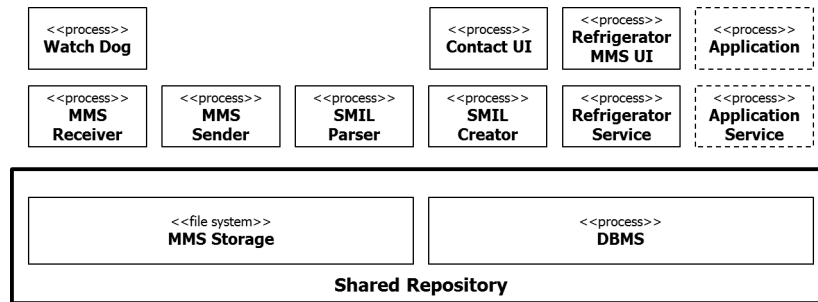 <<process>>
Watch Dog
<<process>>
Contact UI
<<process>>
Refrigerator
MMS UI
<<process>>
Application
<<process>>
MMS
Receiver
<<process>>
MMS
Sender
<<process>>
SMIL
Parser
<<process>>
SMIL
Creator
<<process>>
Refrigerator
Service
<<process>>
Application
Service
<<file system>>
MMS Storage
<<process>>
DBMS
Shared Repository